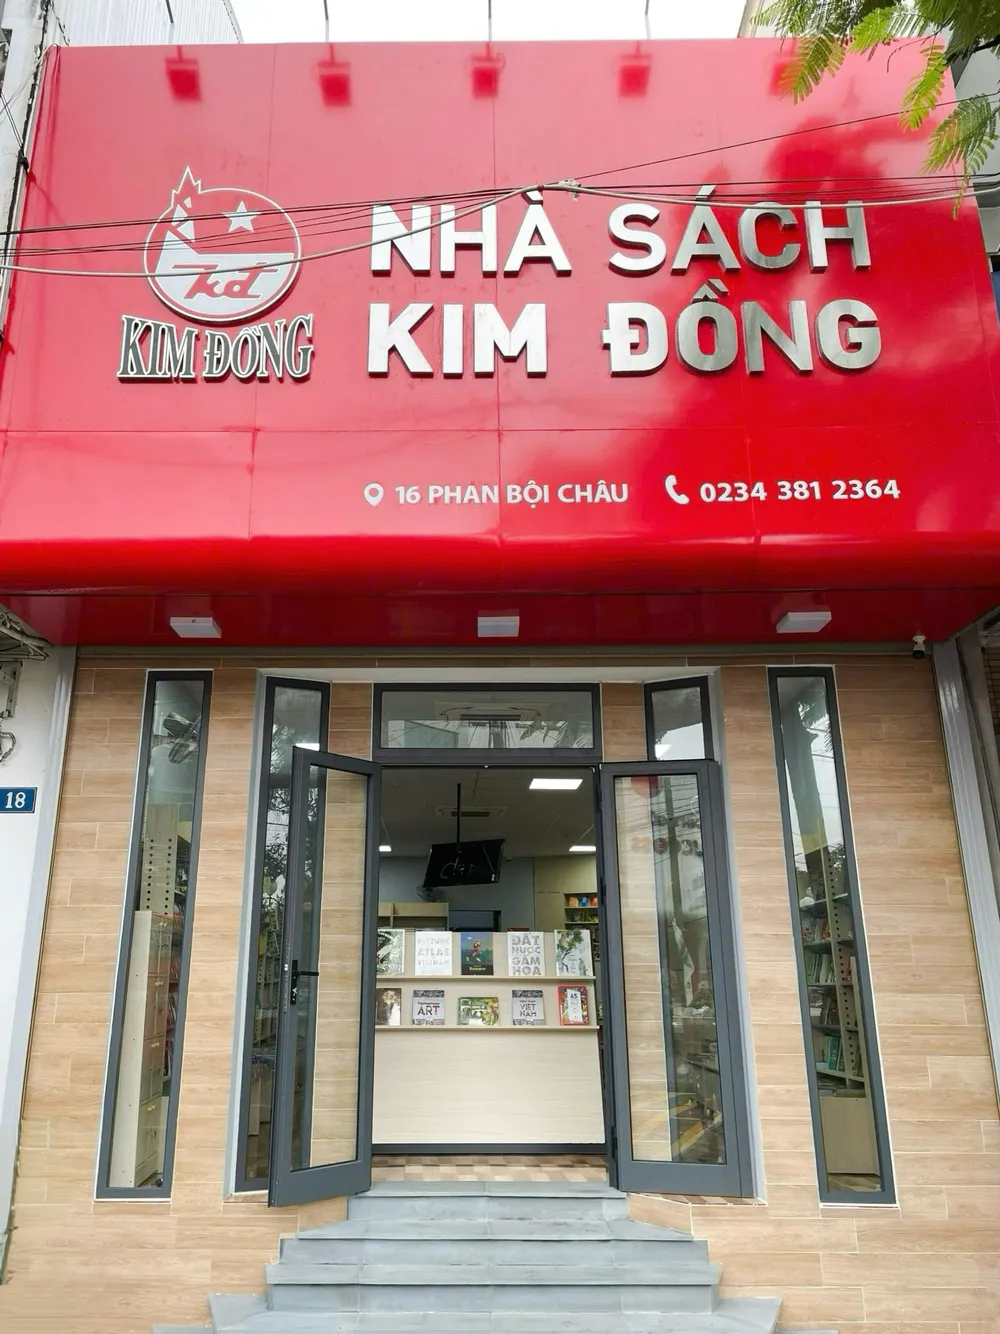 kđ
KIM ĐỒNG
NHÀ SÁCH
KIM ĐỒNG
16 PHAN BỘI CHÂU
0234 381 2364
18
ATLAS
ĐẤT
NƯỚC
GẤM
HOA
ART
VIỆT
NAM